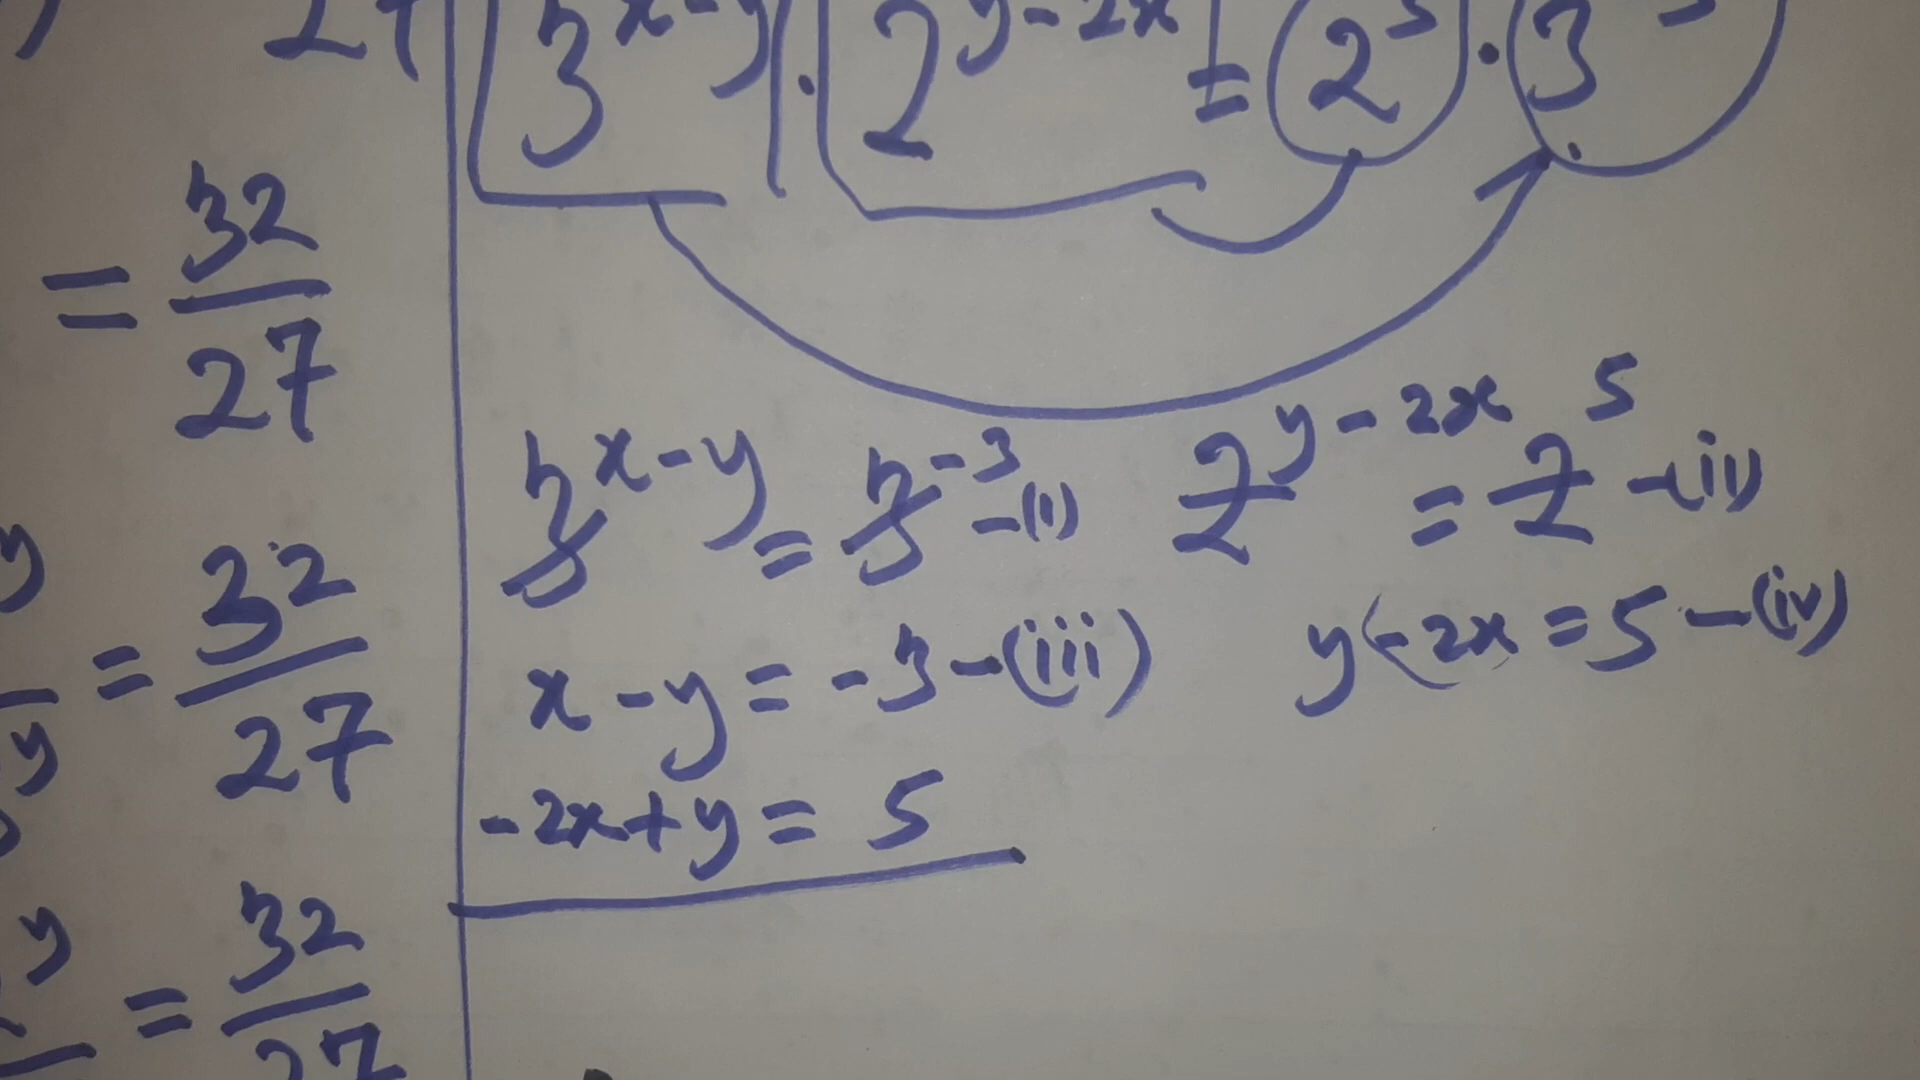 27
3^{x-y} · 2^{y-2x} = 2^5 · 3
= 32/27
3^{x-y} = 3^{-3} -(i) 2^{y-2x} = 2^5 -(ii)
y = 32/27
y
x - y = -3 -(iii) y - 2x = 5 -(iv)
-2x + y = 5
y = 32/27